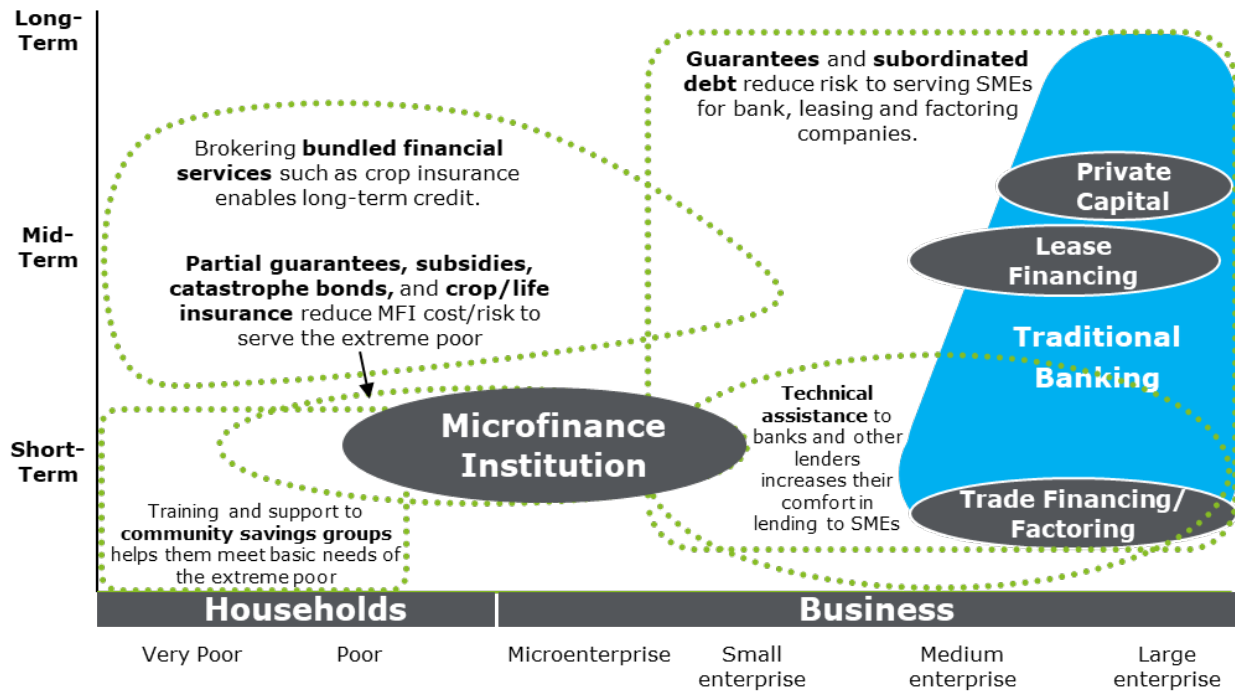 Long-
Term
Guarantees and subordinated
debt reduce risk to serving SMEs
for bank, leasing and factoring
companies.
Brokering bundled financial
services such as crop insurance
enables long-term credit.
Private
Capital
Mid-
Term
Lease
Financing
Partial guarantees, subsidies,
catastrophe bonds, and crop/life
insurance reduce MFI cost/risk to
serve the extreme poor
Traditional
Banking
Technical
assistance to
banks and other
lenders
increases their
comfort in
lending to SMEs
Microfinance
Institution
Short-
Term
Trade Financing/
Factoring
Training and support to
community savings groups
helps them meet basic needs of
the extreme poor
Households
Business
Very Poor
Poor
Microenterprise
Small
enterprise
Medium
enterprise
Large
enterprise